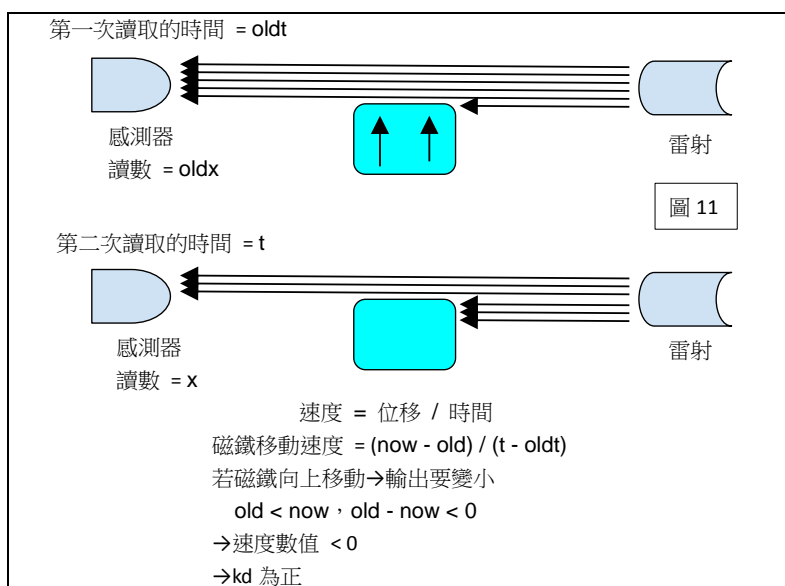 第一次讀取的時間 = oldt
感測器
讀數 = oldx
雷射
圖 11
第二次讀取的時間 = t
感測器
讀數 = x
雷射
速度 = 位移 / 時間
磁鐵移動速度 = (now - old) / (t - oldt)
若磁鐵向上移動→輸出要變小
old < now，old - now < 0
→速度數值 < 0
→kd 為正